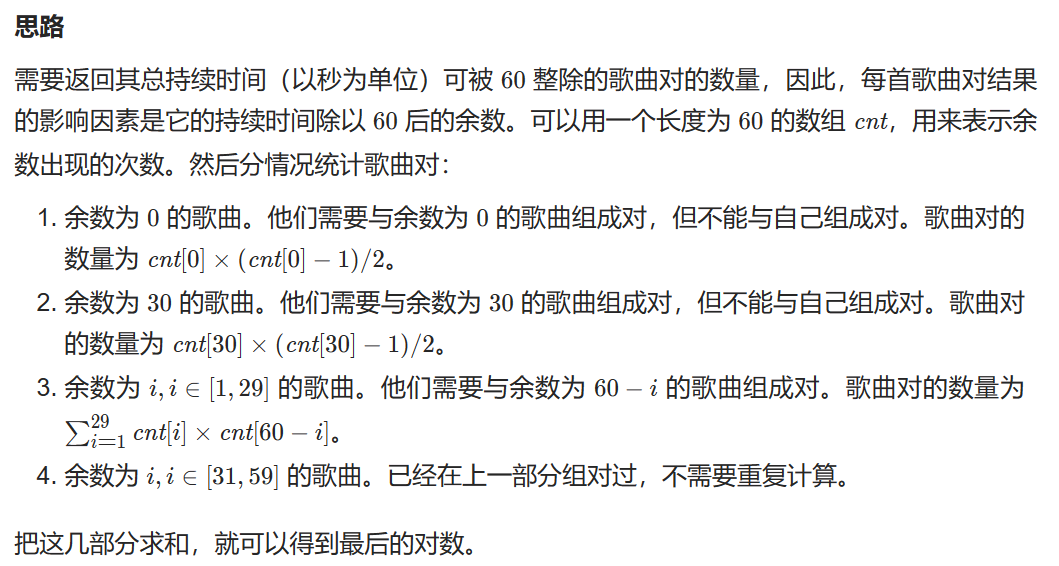 思路
需要返回其总持续时间（以秒为单位）可被 60 整除的歌曲对的数量，因此，每首歌曲对结果
的影响因素是它的持续时间除以 60 后的余数。可以用一个长度为 60 的数组 cnt，用来表示余
数出现的次数。然后分情况统计歌曲对：
1. 余数为 0 的歌曲。他们需要与余数为 0 的歌曲组成对，但不能与自己组成对。歌曲对的
数量为 cnt[0] × (cnt[0] − 1)/2。
2. 余数为 30 的歌曲。他们需要与余数为 30 的歌曲组成对，但不能与自己组成对。歌曲对
的数量为 cnt[30] × (cnt[30] − 1)/2。
3. 余数为 i, i ∈ [1, 29] 的歌曲。他们需要与余数为 60 − i 的歌曲组成对。歌曲对的数量为
∑_{i=1}^{29} cnt[i] × cnt[60 − i]。
4. 余数为 i, i ∈ [31, 59] 的歌曲。已经在上一部分组对过，不需要重复计算。
把这几部分求和，就可以得到最后的对数。